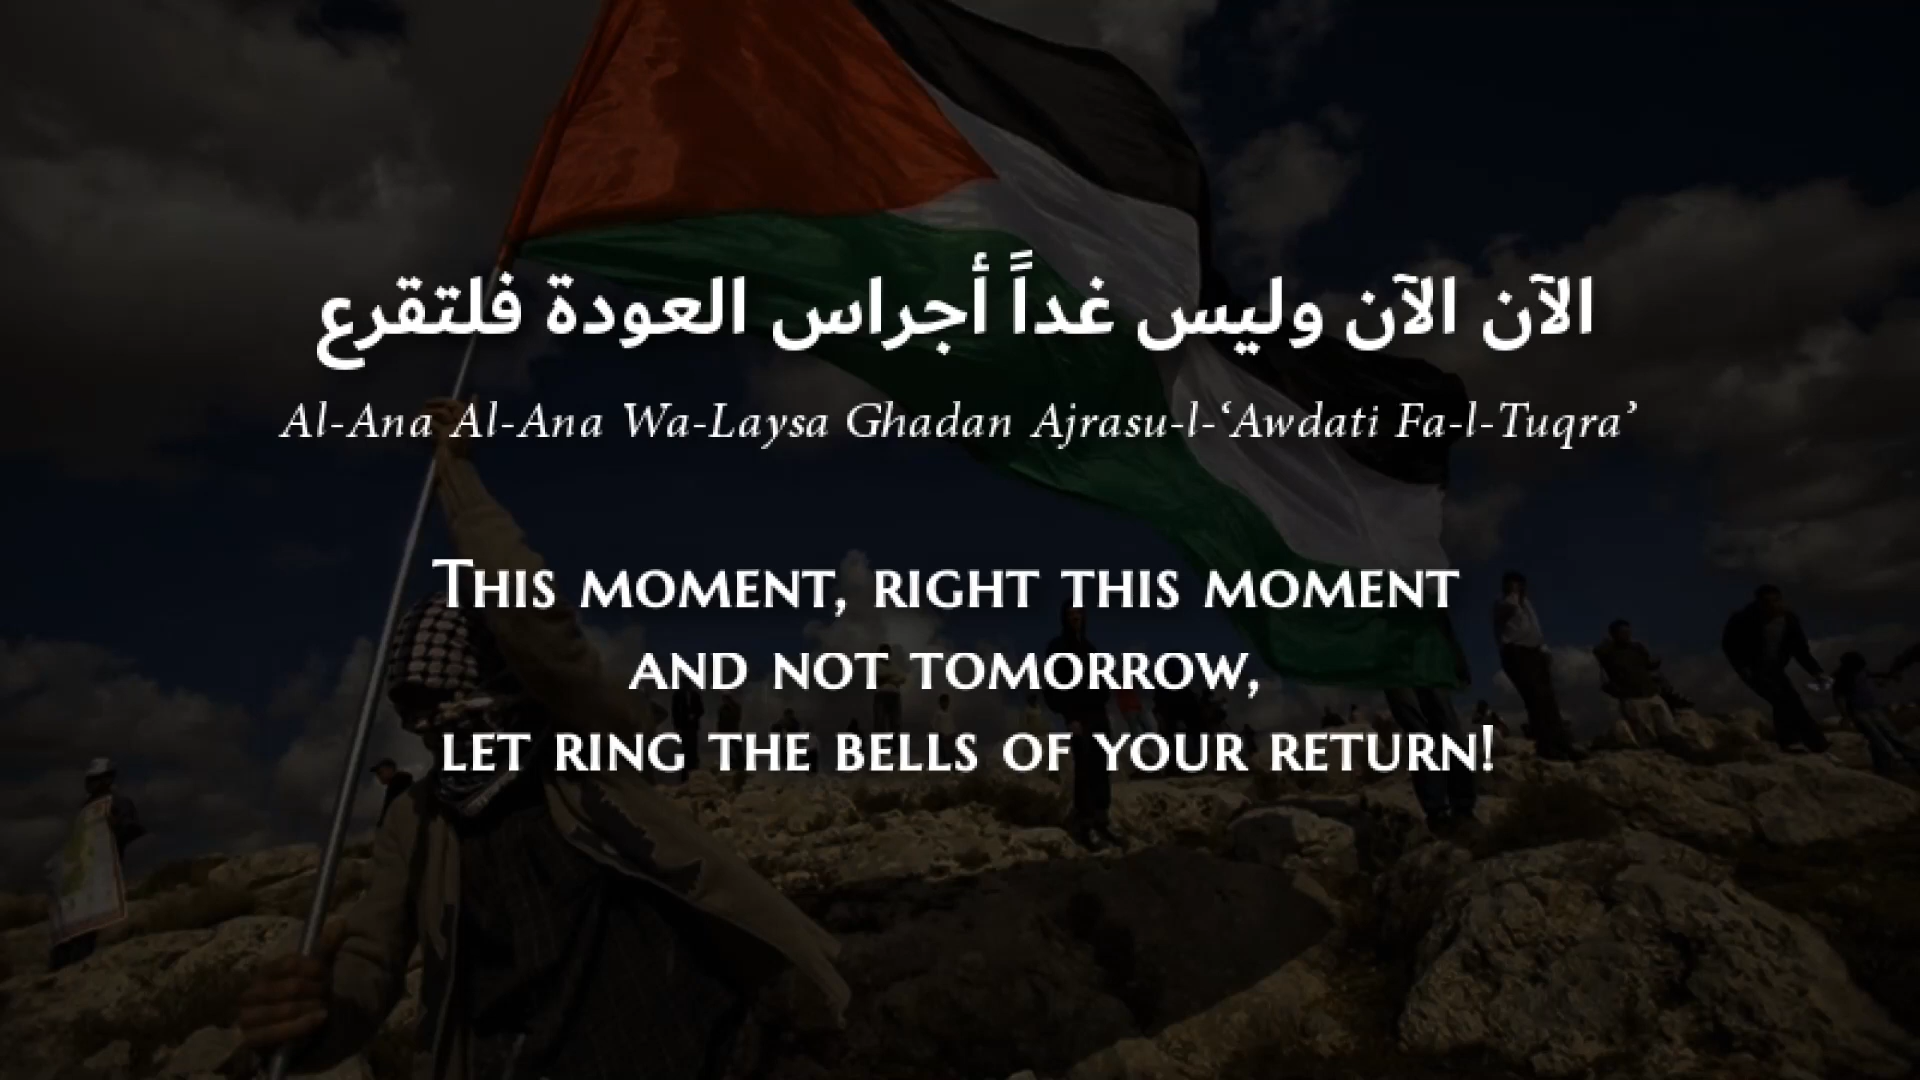 الآن الآن وليس غداً أجراس العودة فلتقرع
Al-Ana Al-Ana Wa-Laysa Ghadan Ajrasu-l-‘Awdati Fa-l-Tuqra’
This moment, right this moment
and not tomorrow,
let ring the bells of your return!